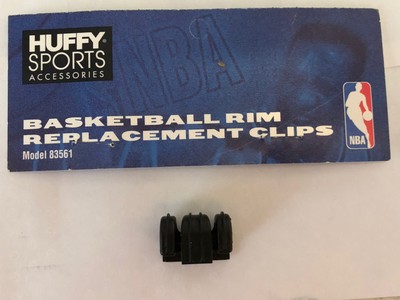 HUFFY
SPORTS
ACCESSORIES
NBA
BASKETBALL RIM
REPLACEMENT CLIPS
Model 83561
NBA